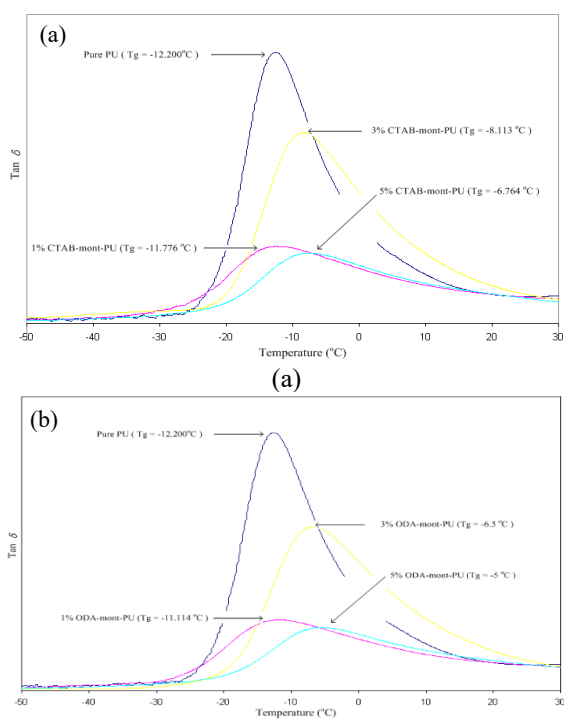 (a)
Pure PU ( Tg = -12.200°C )
3% CTAB-mont-PU (Tg = -8.113 °C )
5% CTAB-mont-PU (Tg = -6.764 °C )
1% CTAB-mont-PU (Tg = -11.776 °C )
Tan δ
-50 -40 -30 -20 -10 0 10 20 30
Temperature (°C)
(a)
(b)
Pure PU ( Tg = -12.200°C )
3% ODA-mont-PU (Tg = -6.5 °C )
5% ODA-mont-PU (Tg = -5 °C )
1% ODA-mont-PU (Tg = -11.114 °C )
Tan δ
-50 -40 -30 -20 -10 0 10 20 30
Temperature (°C)